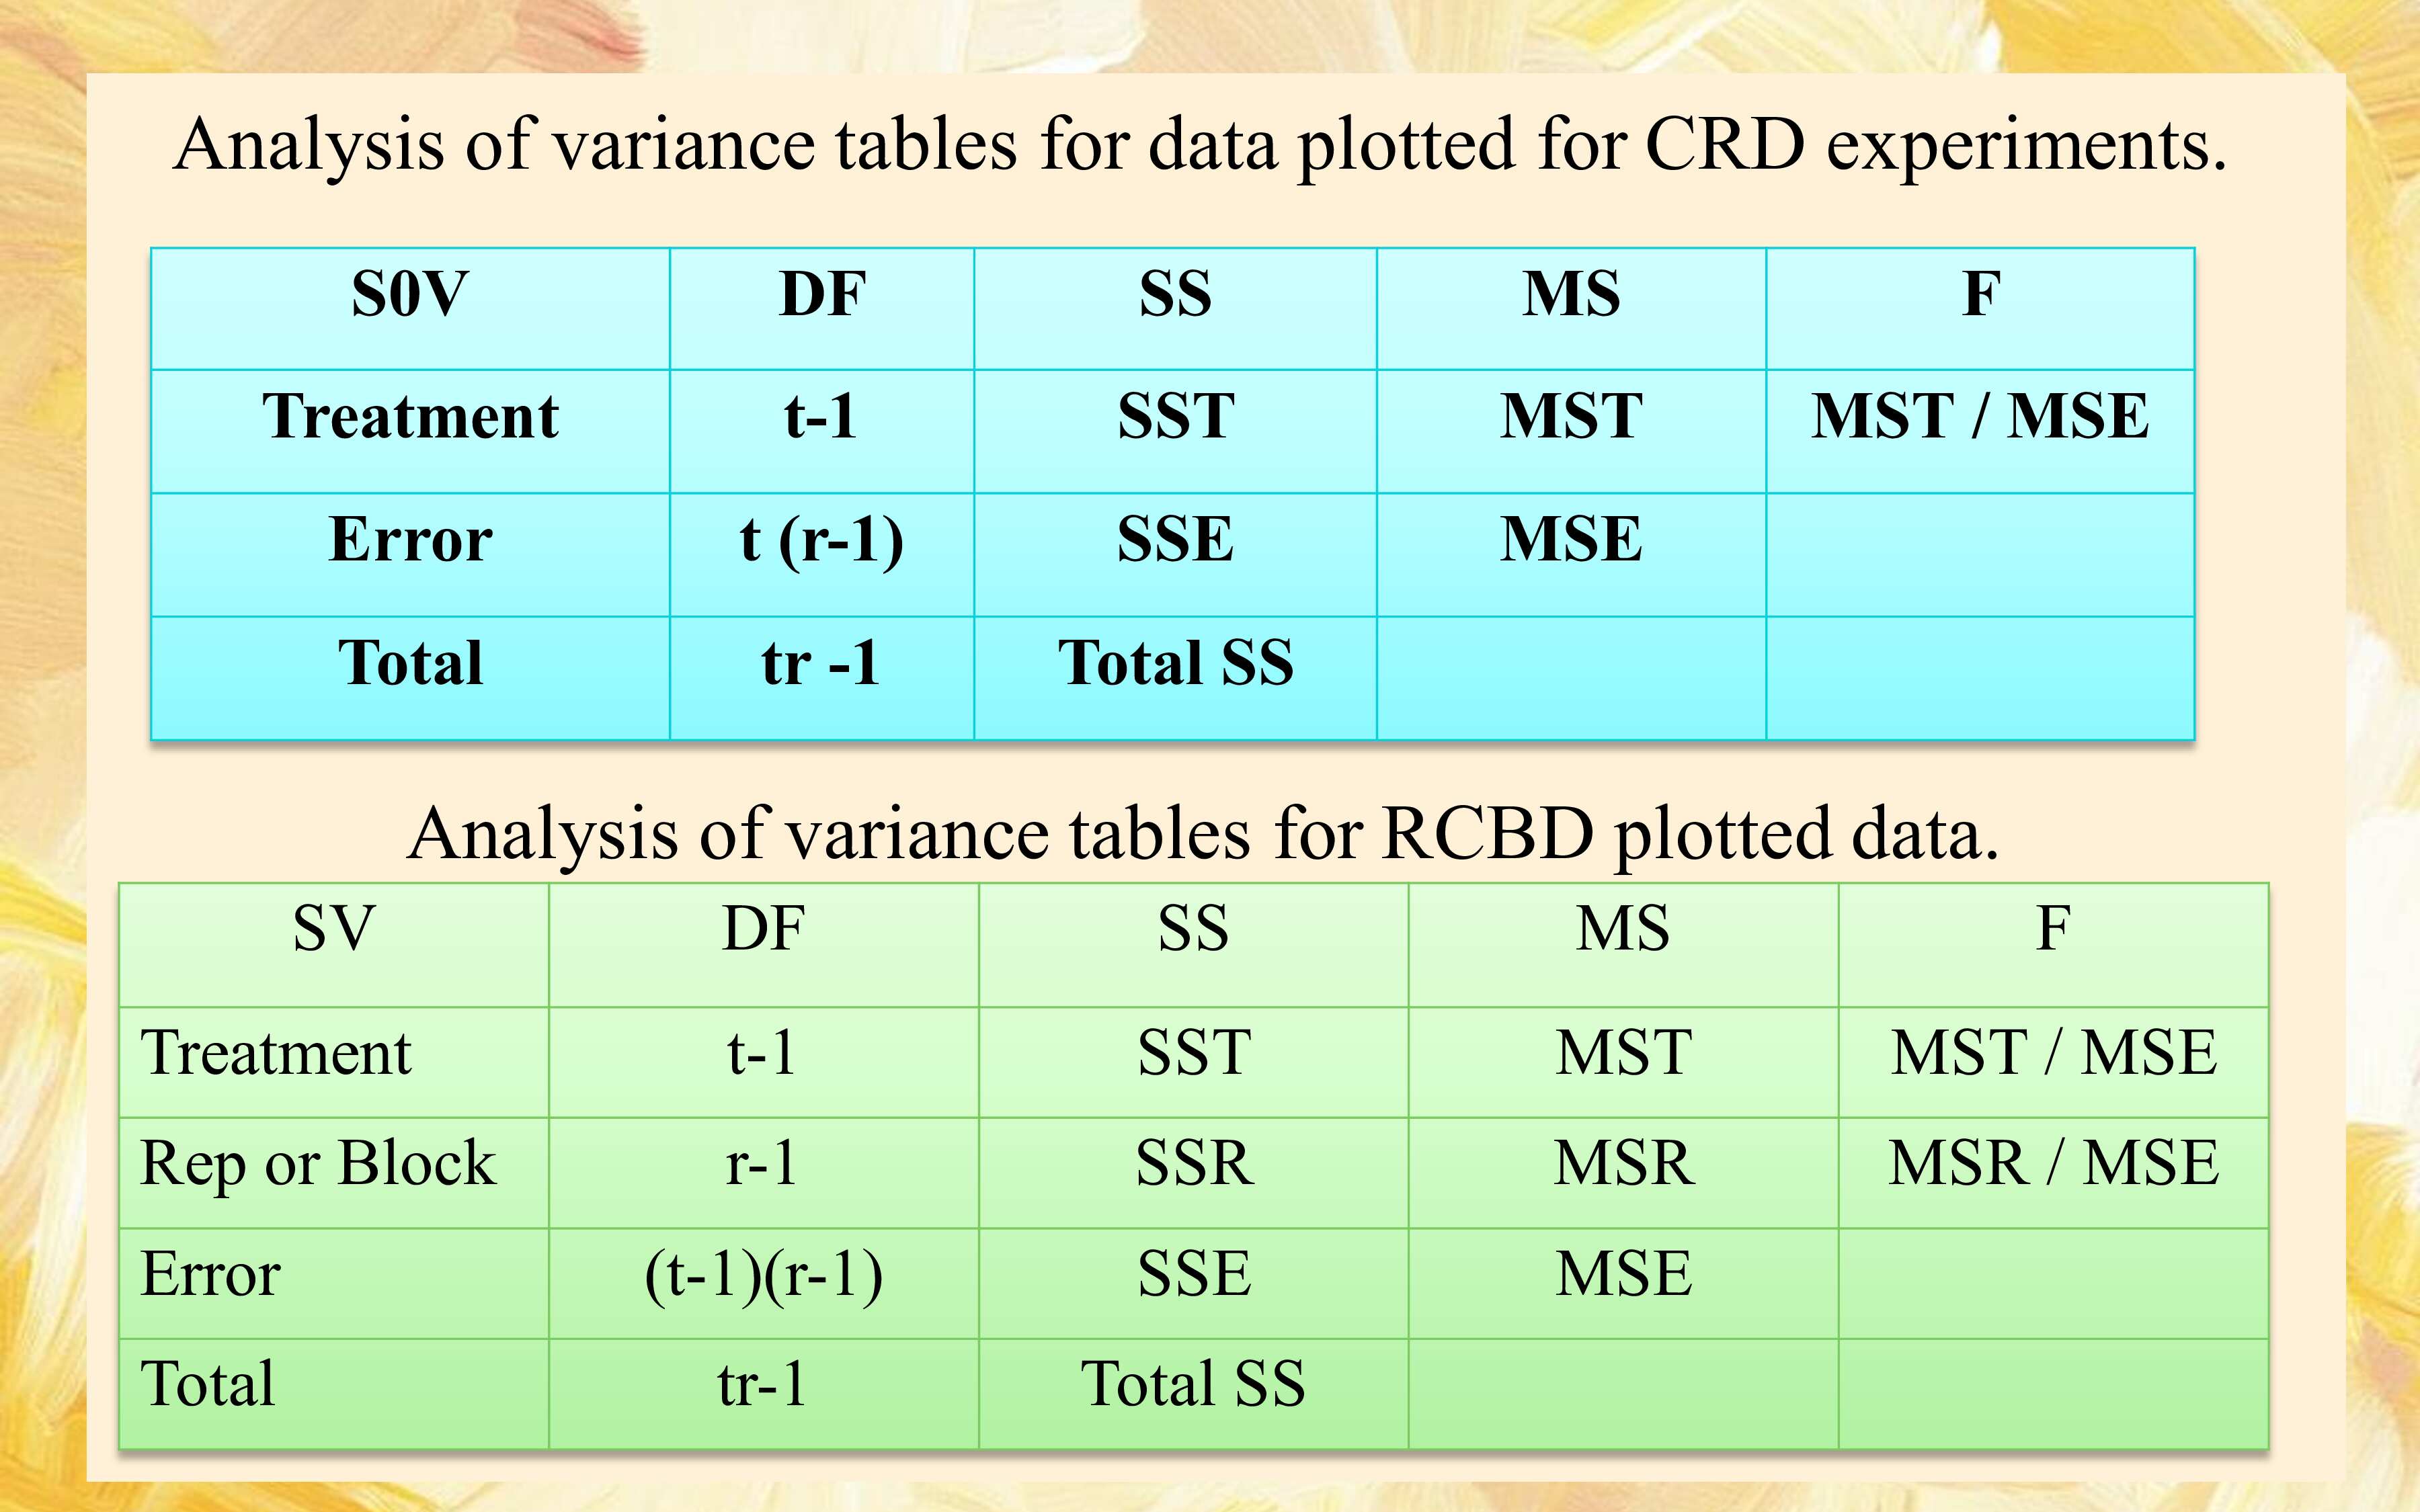 Analysis of variance tables for data plotted for CRD experiments.
S0V DF SS MS F
Treatment t-1 SST MST MST / MSE
Error t (r-1) SSE MSE
Total tr -1 Total SS
Analysis of variance tables for RCBD plotted data.
SV DF SS MS F
Treatment t-1 SST MST MST / MSE
Rep or Block r-1 SSR MSR MSR / MSE
Error (t-1)(r-1) SSE MSE
Total tr-1 Total SS